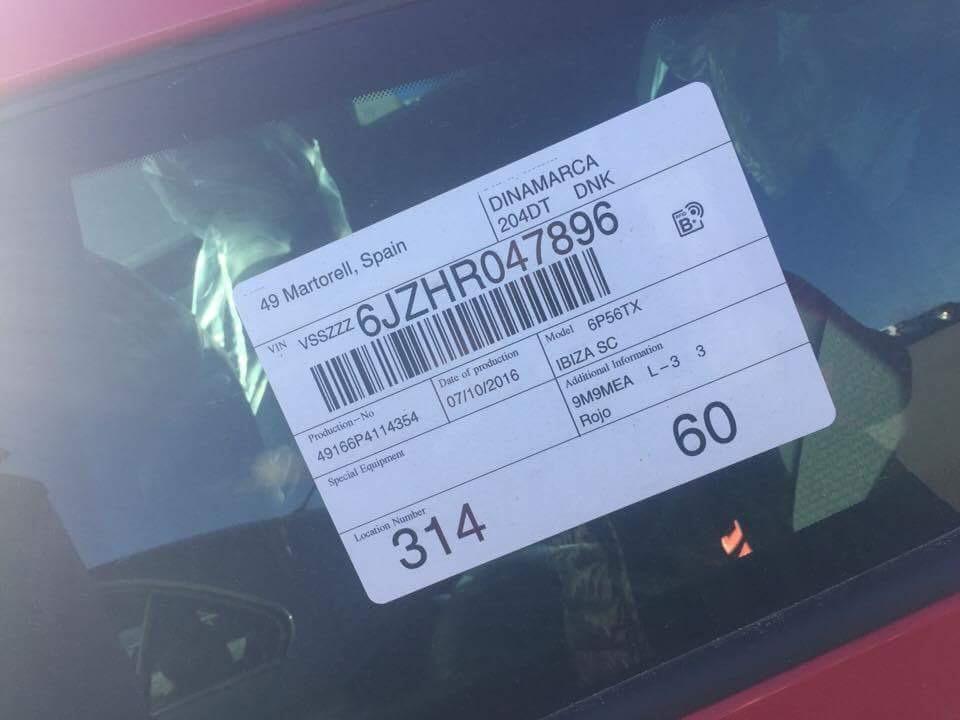 49 Martorell, Spain
DINAMARCA
204DT DNK
VIN VSSZZZ 6JZHR047896
RFID
B+
Production-No
49166P4114354
Date of production
07/10/2016
Model 6P56TX
IBIZA SC
Additional Information
9M9MEA L-3 3
Rojo
Special Equipment
60
Location Number
314